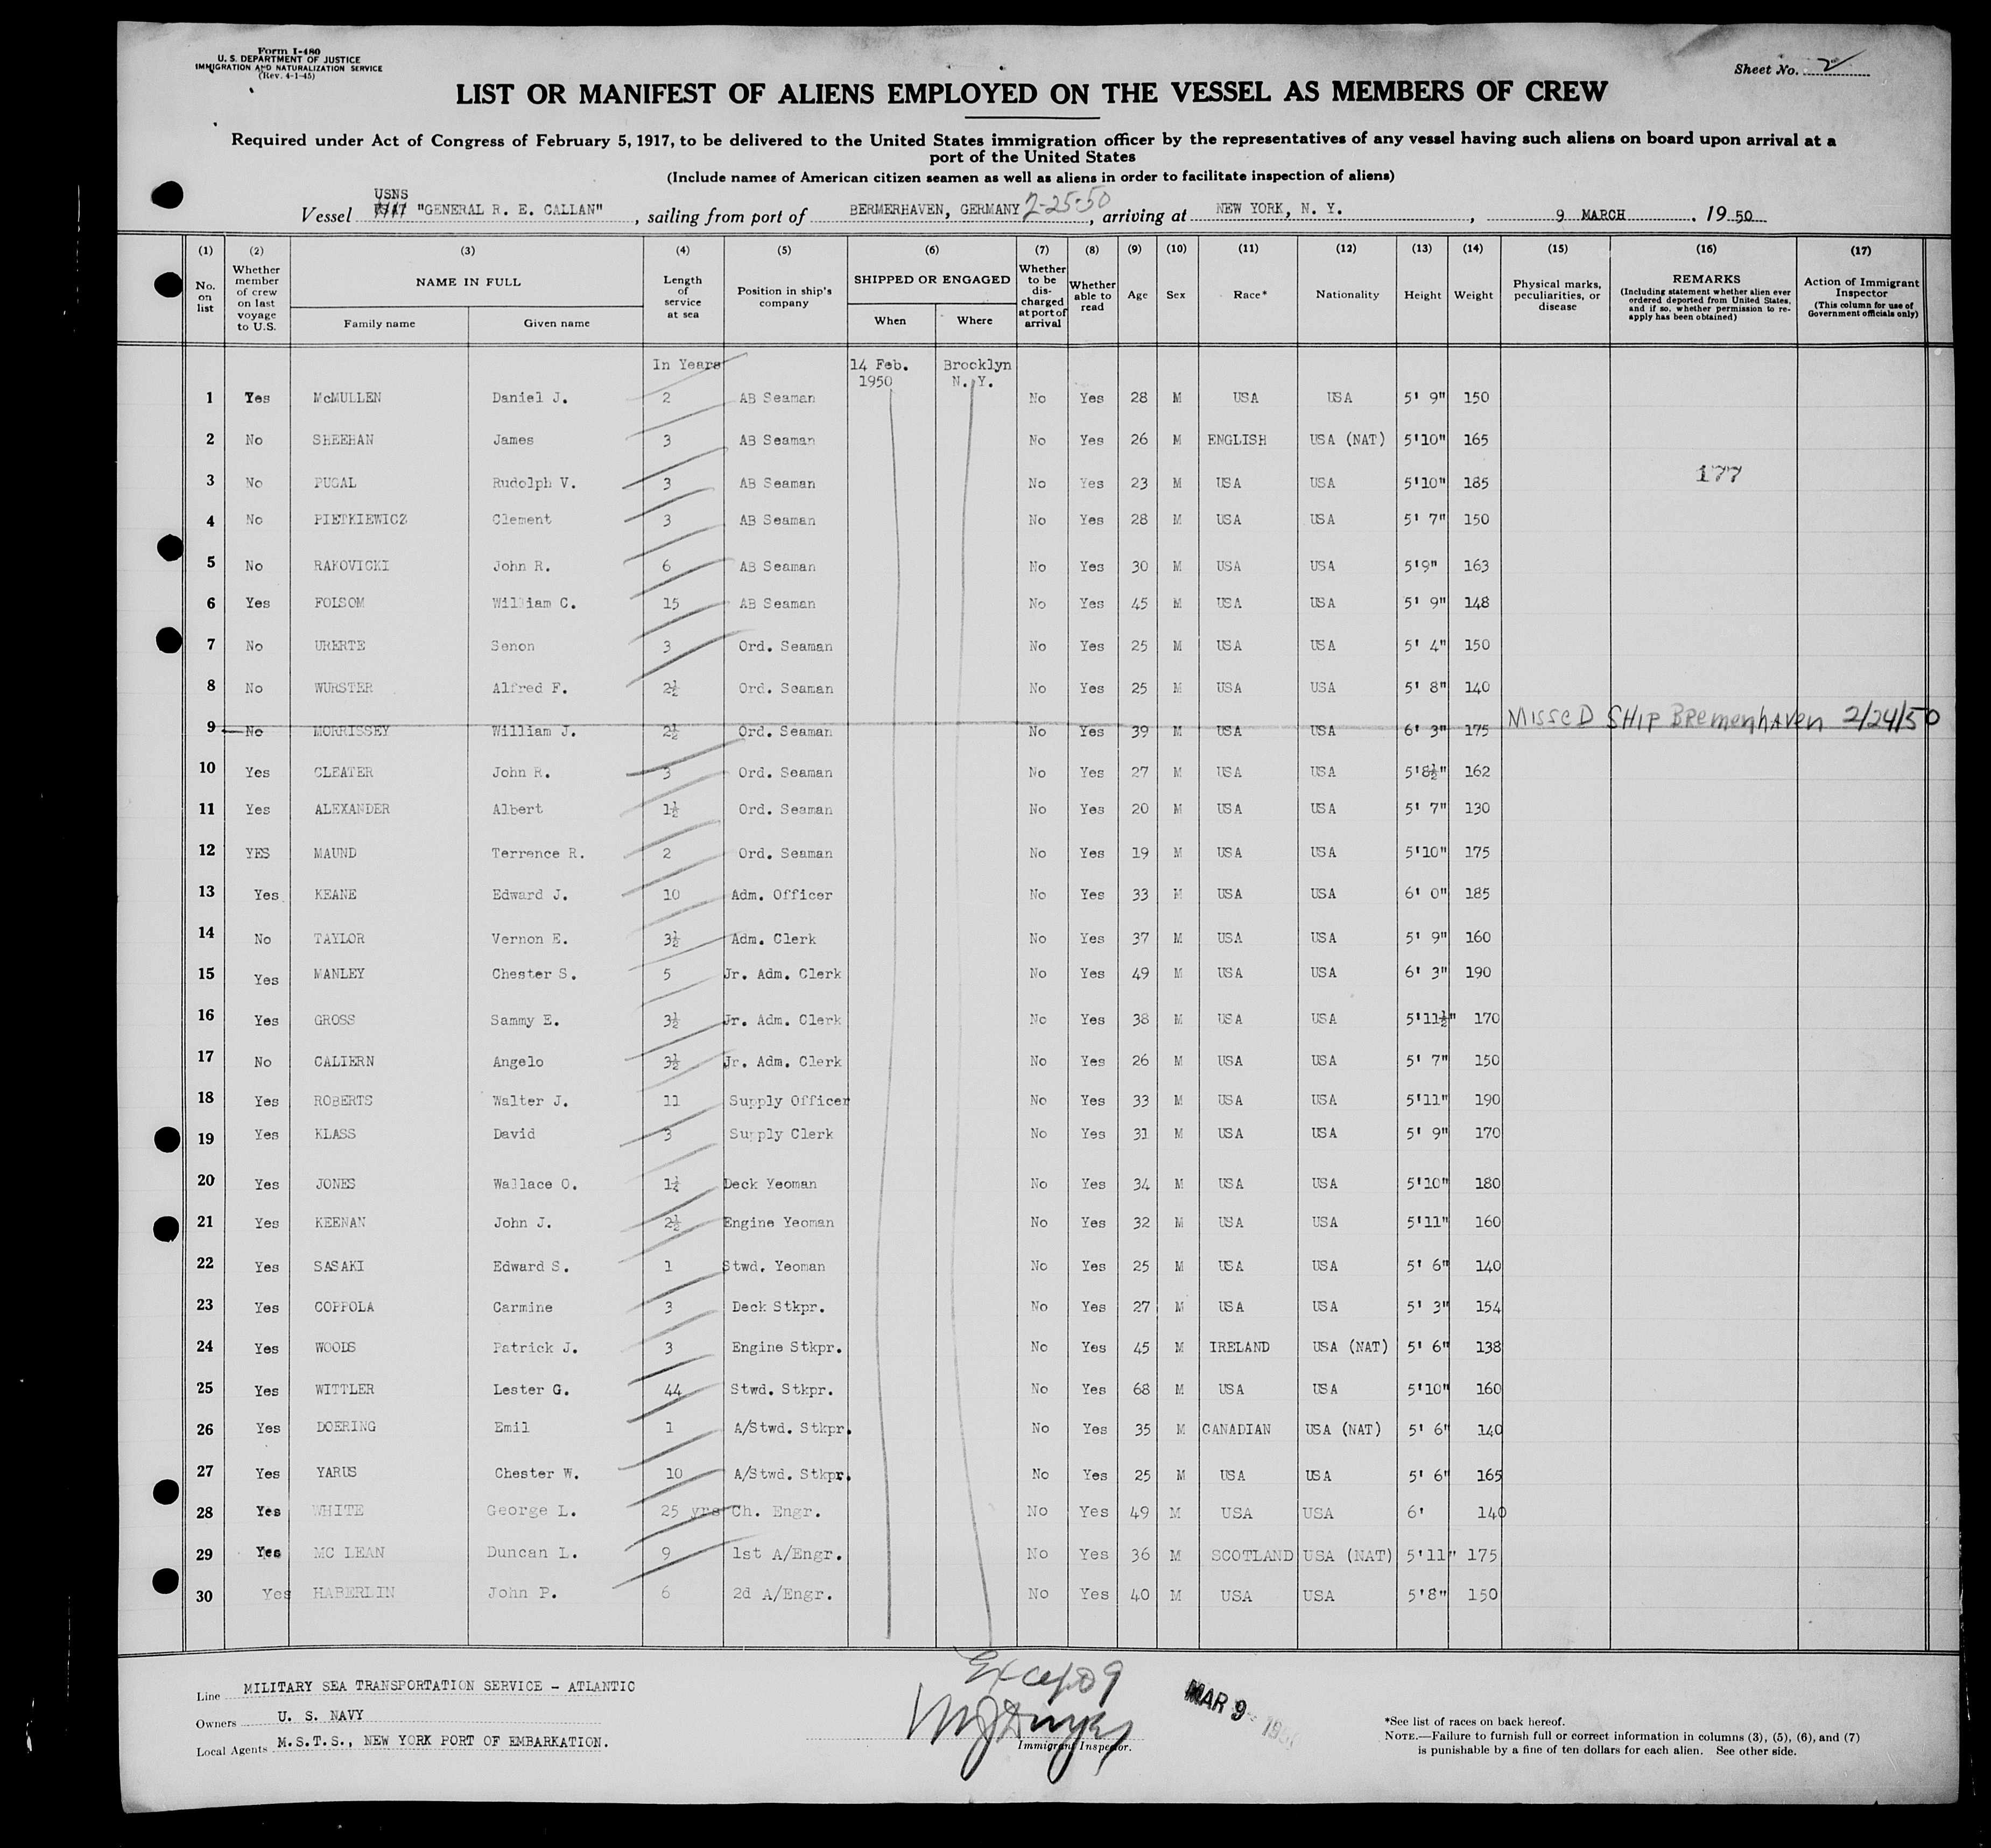 Form I-480
U. S. DEPARTMENT OF JUSTICE
IMMIGRATION AND NATURALIZATION SERVICE
(Rev. 4-1-45)
Sheet No. 2
LIST OR MANIFEST OF ALIENS EMPLOYED ON THE VESSEL AS MEMBERS OF CREW
Required under Act of Congress of February 5, 1917, to be delivered to the United States immigration officer by the representatives of any vessel having such aliens on board upon arrival at a
port of the United States
(Include names of American citizen seamen as well as aliens in order to facilitate inspection of aliens)
USNS
Vessel "GENERAL R. E. CALLAN", sailing from port of BERMERHAVEN, GERMANY 2-25-50, arriving at NEW YORK, N. Y., 9 MARCH, 19 50
(1) (2) (3) (4) (5) (6) (7) (8) (9) (10) (11) (12) (13) (14) (15) (16) (17)
No. on list
Whether member of crew on last voyage to U.S.
NAME IN FULL
Family name
Given name
Length of service at sea
Position in ship's company
SHIPPED OR ENGAGED
When
Where
Whether to be discharged at port of arrival
Whether able to read
Age
Sex
Race*
Nationality
Height
Weight
Physical marks, peculiarities, or disease
REMARKS
(Including statement whether alien ever ordered deported from United States, and if so, whether permission to re-apply has been obtained)
Action of Immigrant Inspector
(This column for use of Government officials only)
In Years 14 Feb. Brooklyn
1950 N. Y.
1 Yes McMULLEN Daniel J. 2 AB Seaman No Yes 28 M USA USA 5' 9" 150
2 No SHEEHAN James 3 AB Seaman No Yes 26 M ENGLISH USA (NAT) 5'10" 165
3 No PUGAL Rudolph V. 3 AB Seaman No Yes 23 M USA USA 5'10" 185 177
4 No PIETKIEWICZ Clement 3 AB Seaman No Yes 28 M USA USA 5' 7" 150
5 No RAKOVICKI John R. 6 AB Seaman No Yes 30 M USA USA 5'9" 163
6 Yes FOLSOM William C. 15 AB Seaman No Yes 45 M USA USA 5' 9" 148
7 No URERTE Senon 3 Ord. Seaman No Yes 25 M USA USA 5' 4" 150
8 No WURSTER Alfred F. 2½ Ord. Seaman No Yes 25 M USA USA 5' 8" 140
9 No MORRISSEY William J. 2½ Ord. Seaman No Yes 39 M USA USA 6' 3" 175 MISSED SHIP BRemenhAven 2/24/50
10 Yes CLEATER John R. 3 Ord. Seaman No Yes 27 M USA USA 5'8½" 162
11 Yes ALEXANDER Albert 1½ Ord. Seaman No Yes 20 M USA USA 5' 7" 130
12 YES MAUND Terrence R. 2 Ord. Seaman No Yes 19 M USA USA 5'10" 175
13 Yes KEANE Edward J. 10 Adm. Officer No Yes 33 M USA USA 6' 0" 185
14 No TAYLOR Vernon E. 3½ Adm. Clerk No Yes 37 M USA USA 5' 9" 160
15 Yes MANLEY Chester S. 5 Jr. Adm. Clerk No Yes 49 M USA USA 6' 3" 190
16 Yes GROSS Sammy E. 3½ Jr. Adm. Clerk No Yes 38 M USA USA 5'11½" 170
17 No CALIERN Angelo 3½ Jr. Adm. Clerk No Yes 26 M USA USA 5' 7" 150
18 Yes ROBERTS Walter J. 11 Supply Officer No Yes 33 M USA USA 5'11" 190
19 Yes KLASS David 3 Supply Clerk No Yes 31 M USA USA 5' 9" 170
20 Yes JONES Wallace O. Deck Yeoman No Yes 34 M USA USA 5'10" 180
21 Yes KEENAN John J. 2½ Engine Yeoman No Yes 32 M USA USA 5'11" 160
22 Yes SASAKI Edward S. 1 Stwd. Yeoman No Yes 25 M USA USA 5' 6" 140
23 Yes COPPOLA Carmine 3 Deck Stkpr. No Yes 27 M USA USA 5' 3" 154
24 Yes WOODS Patrick J. 3 Engine Stkpr. No Yes 45 M IRELAND USA (NAT) 5' 6" 138
25 Yes WITTLER Lester G. 44 Stwd. Stkpr. No Yes 68 M USA USA 5'10" 160
26 Yes DOERING Emil 1 A/Stwd. Stkpr. No Yes 35 M CANADIAN USA (NAT) 5' 6" 140
27 Yes YARUS Chester W. 10 A/Stwd. Stkpr. No Yes 25 M USA USA 5' 6" 165
28 Yes WHITE George L. 25 yrs Ch. Engr. No Yes 49 M USA USA 6' 140
29 Yes MC LEAN Duncan L. 9 1st A/Engr. No Yes 36 M SCOTLAND USA (NAT) 5'11" 175
30 Yes HABERLIN John P. 6 2d A/Engr. No Yes 40 M USA USA 5'8" 150
Line MILITARY SEA TRANSPORTATION SERVICE - ATLANTIC
Owners U. S. NAVY
Local Agents M.S.T.S., NEW YORK PORT OF EMBARKATION.
Immigrant Inspector.
MAR 9 - 195
*See list of races on back hereof.
NOTE.—Failure to furnish full or correct information in columns (3), (5), (6), and (7)
is punishable by a fine of ten dollars for each alien. See other side.